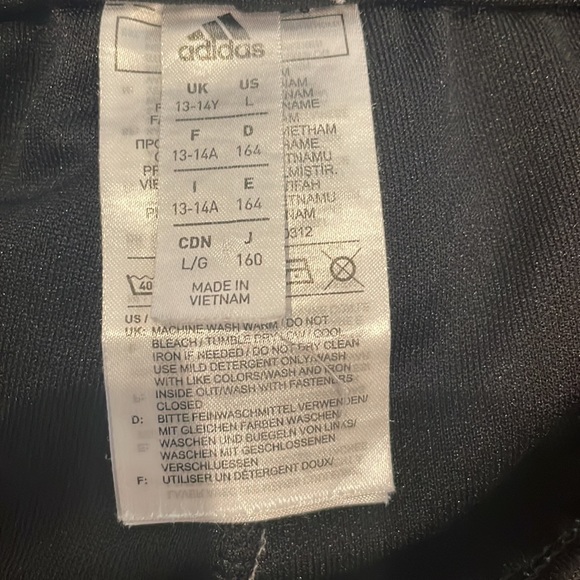 adidas
UK US
13-14Y L
F D
13-14A 164
I E
13-14A 164
CDN J
L/G 160
MADE IN
VIETNAM
40
US /
UK: MACHINE WASH WARM / DO NOT
BLEACH / TUMBLE DRY LOW / COOL
IRON IF NEEDED / DO NOT DRY CLEAN
USE MILD DETERGENT ONLY/WASH
WITH LIKE COLORS/WASH AND IRON
INSIDE OUT/WASH WITH FASTENERS
CLOSED
D: BITTE FEINWASCHMITTEL VERWENDEN/
MIT GLEICHEN FARBEN WASCHEN/
WASCHEN UND BUEGELN VON LINKS/
WASCHEN MIT GESCHLOSSENEN
VERSCHLUESSEN
F: UTILISER UN DÉTERGENT DOUX/